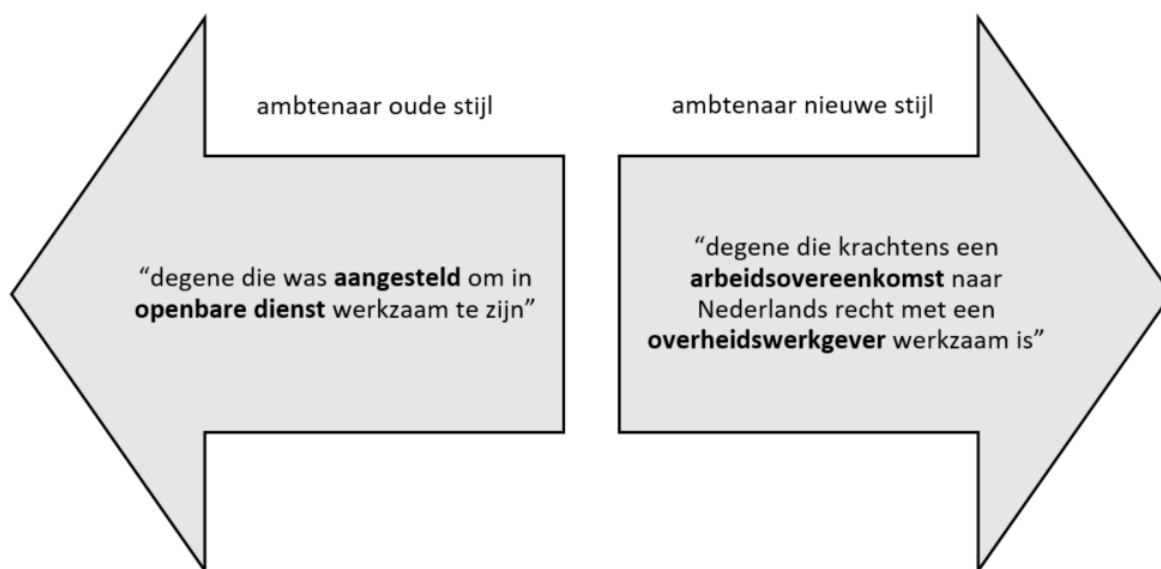 ambtenaar oude stijl
“degene die was aangesteld om in
openbare dienst werkzaam te zijn”
ambtenaar nieuwe stijl
“degene die krachtens een
arbeidsovereenkomst naar
Nederlands recht met een
overheidswerkgever werkzaam is”